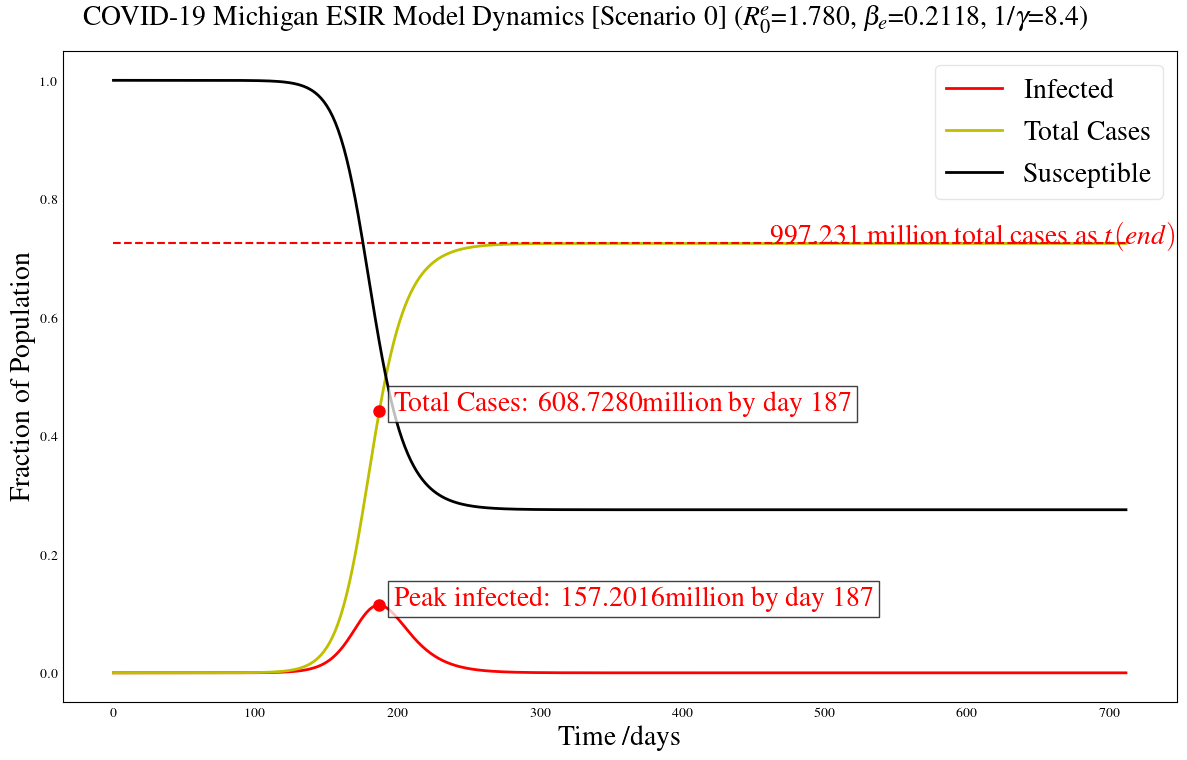 COVID-19 Michigan ESIR Model Dynamics [Scenario 0] ($R_0^e$=1.780, $\beta_e$=0.2118, 1/$\gamma$=8.4)
Infected
Total Cases
Susceptible
997.231 million total cases as t(end)
Total Cases: 608.7280million by day 187
Peak infected: 157.2016million by day 187
Fraction of Population
1.0
0.8
0.6
0.4
0.2
0.0
0 100 200 300 400 500 600 700
Time /days